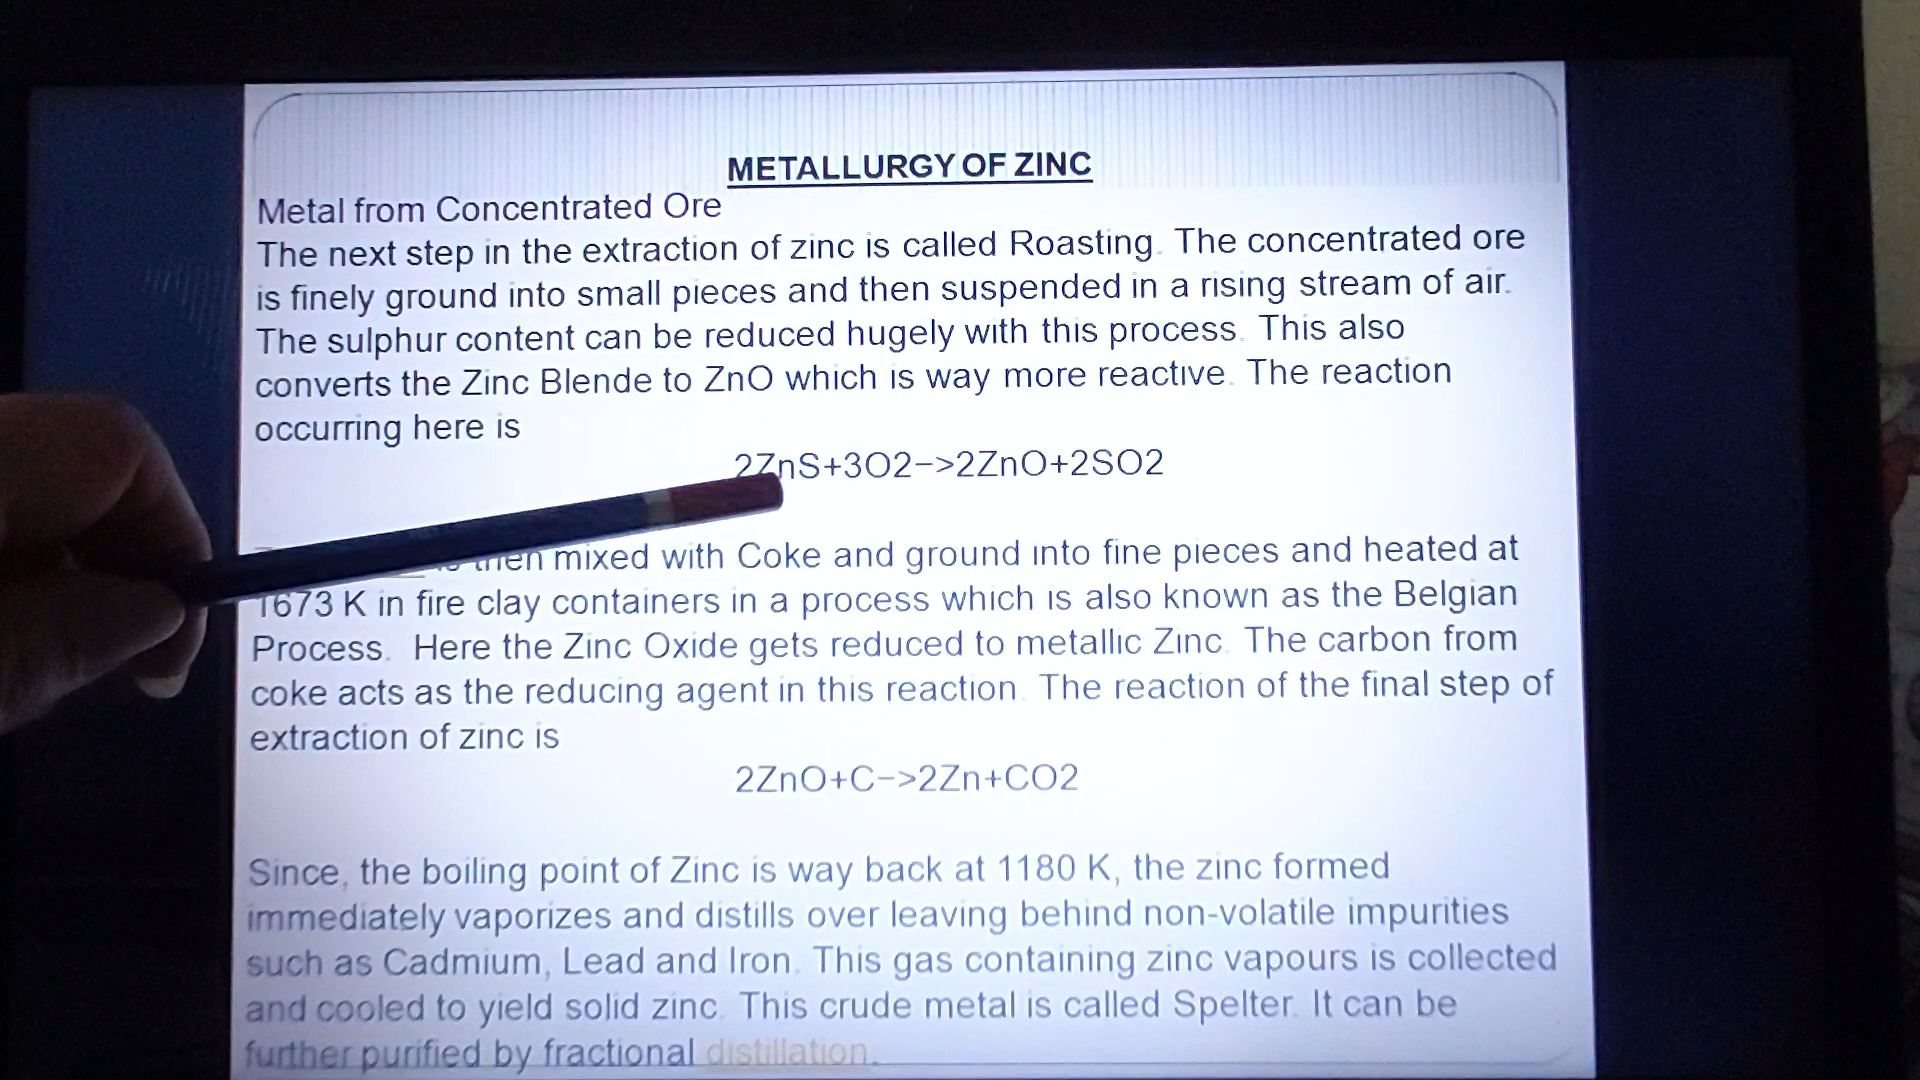 METALLURGY OF ZINC
Metal from Concentrated Ore
The next step in the extraction of zinc is called Roasting. The concentrated ore
is finely ground into small pieces and then suspended in a rising stream of air.
The sulphur content can be reduced hugely with this process. This also
converts the Zinc Blende to ZnO which is way more reactive. The reaction
occurring here is
2ZnS+3O2−>2ZnO+2SO2
then mixed with Coke and ground into fine pieces and heated at
1673 K in fire clay containers in a process which is also known as the Belgian
Process. Here the Zinc Oxide gets reduced to metallic Zinc. The carbon from
coke acts as the reducing agent in this reaction. The reaction of the final step of
extraction of zinc is
2ZnO+C−>2Zn+CO2
Since, the boiling point of Zinc is way back at 1180 K, the zinc formed
immediately vaporizes and distills over leaving behind non-volatile impurities
such as Cadmium, Lead and Iron. This gas containing zinc vapours is collected
and cooled to yield solid zinc. This crude metal is called Spelter. It can be
further purified by fractional distillation.